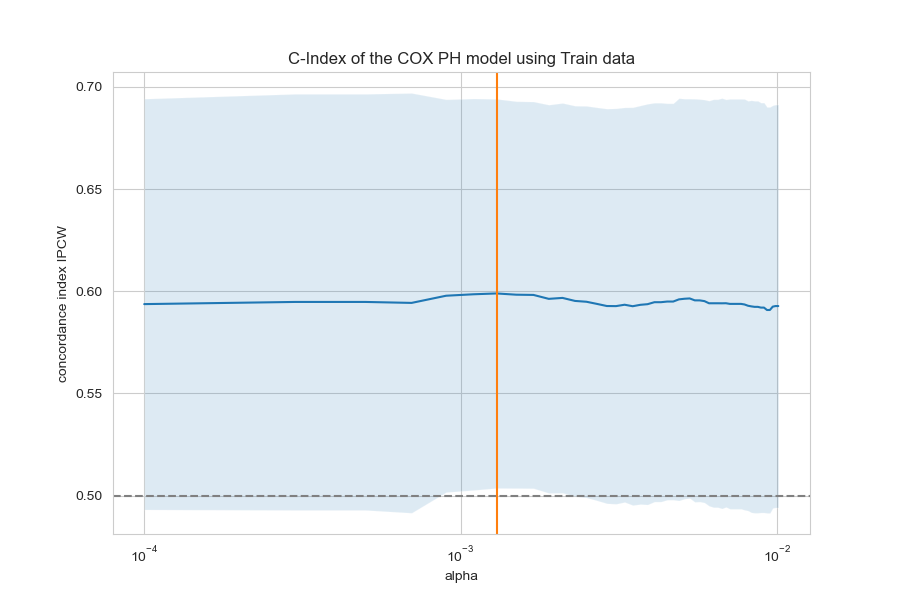 C-Index of the COX PH model using Train data
concordance index IPCW
0.70
0.65
0.60
0.55
0.50
10⁻⁴
10⁻³
10⁻²
alpha